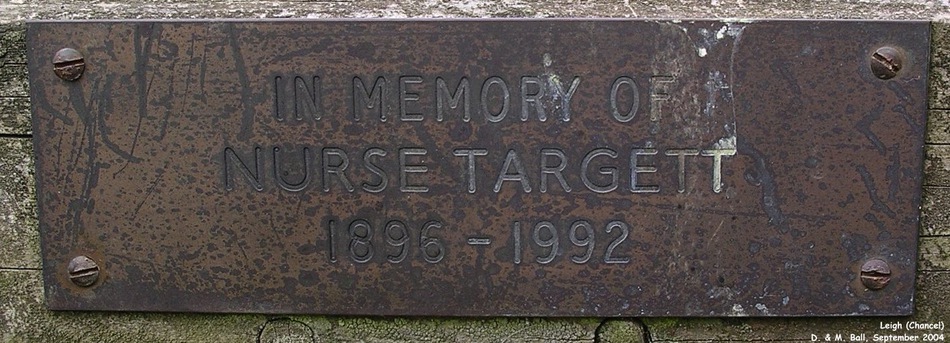 IN MEMORY OF
NURSE TARGETT
1896 - 1992
Leigh (Chancel)
D. & M. Ball, September 2004